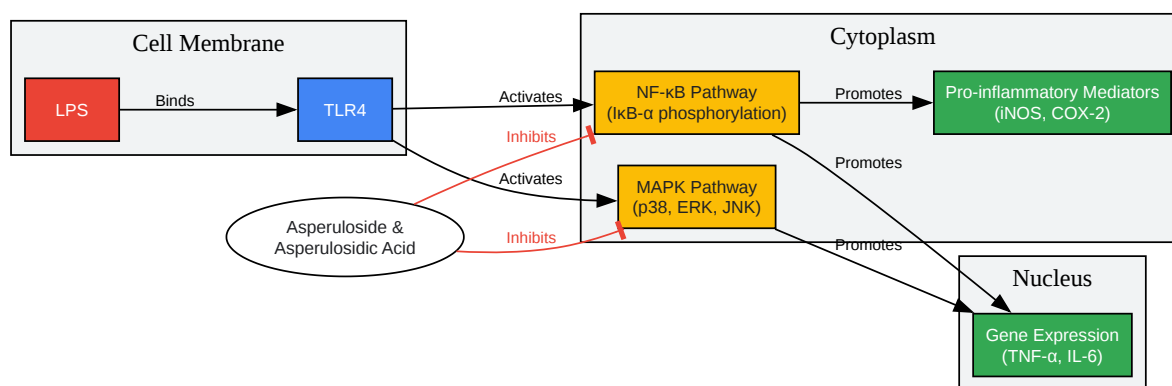 Cell Membrane
Cytoplasm
LPS
Binds
TLR4
Activates
NF-κB Pathway
(IκB-α phosphorylation)
Promotes
Pro-inflammatory Mediators
(iNOS, COX-2)
Inhibits
Promotes
Activates
MAPK Pathway
(p38, ERK, JNK)
Asperuloside &
Asperulosidic Acid
Inhibits
Promotes
Nucleus
Gene Expression
(TNF-α, IL-6)